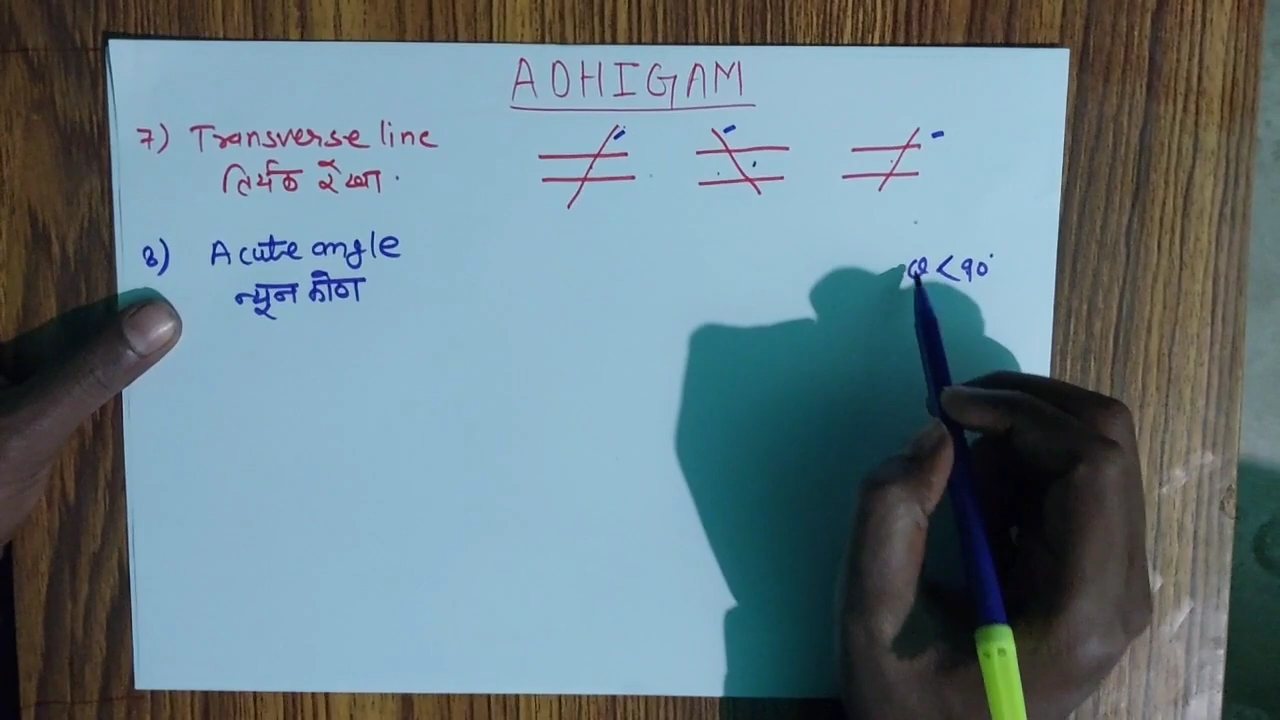 ADHIGAM
7) Transverse line
तिर्यक रेखा
8) Acute angle
न्यून कोण
< 90°